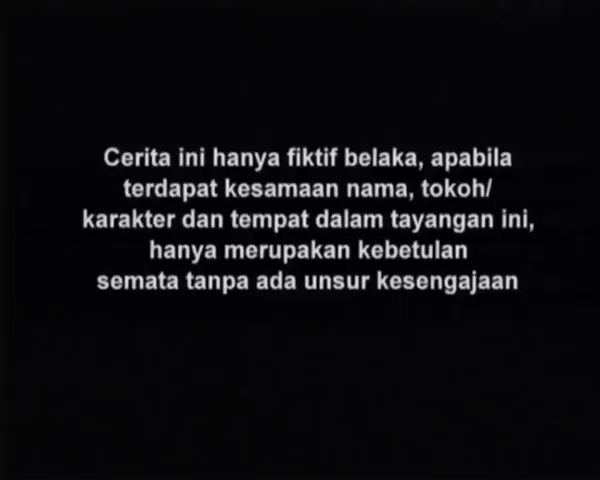 Cerita ini hanya fiktif belaka, apabila
terdapat kesamaan nama, tokoh/
karakter dan tempat dalam tayangan ini,
hanya merupakan kebetulan
semata tanpa ada unsur kesengajaan